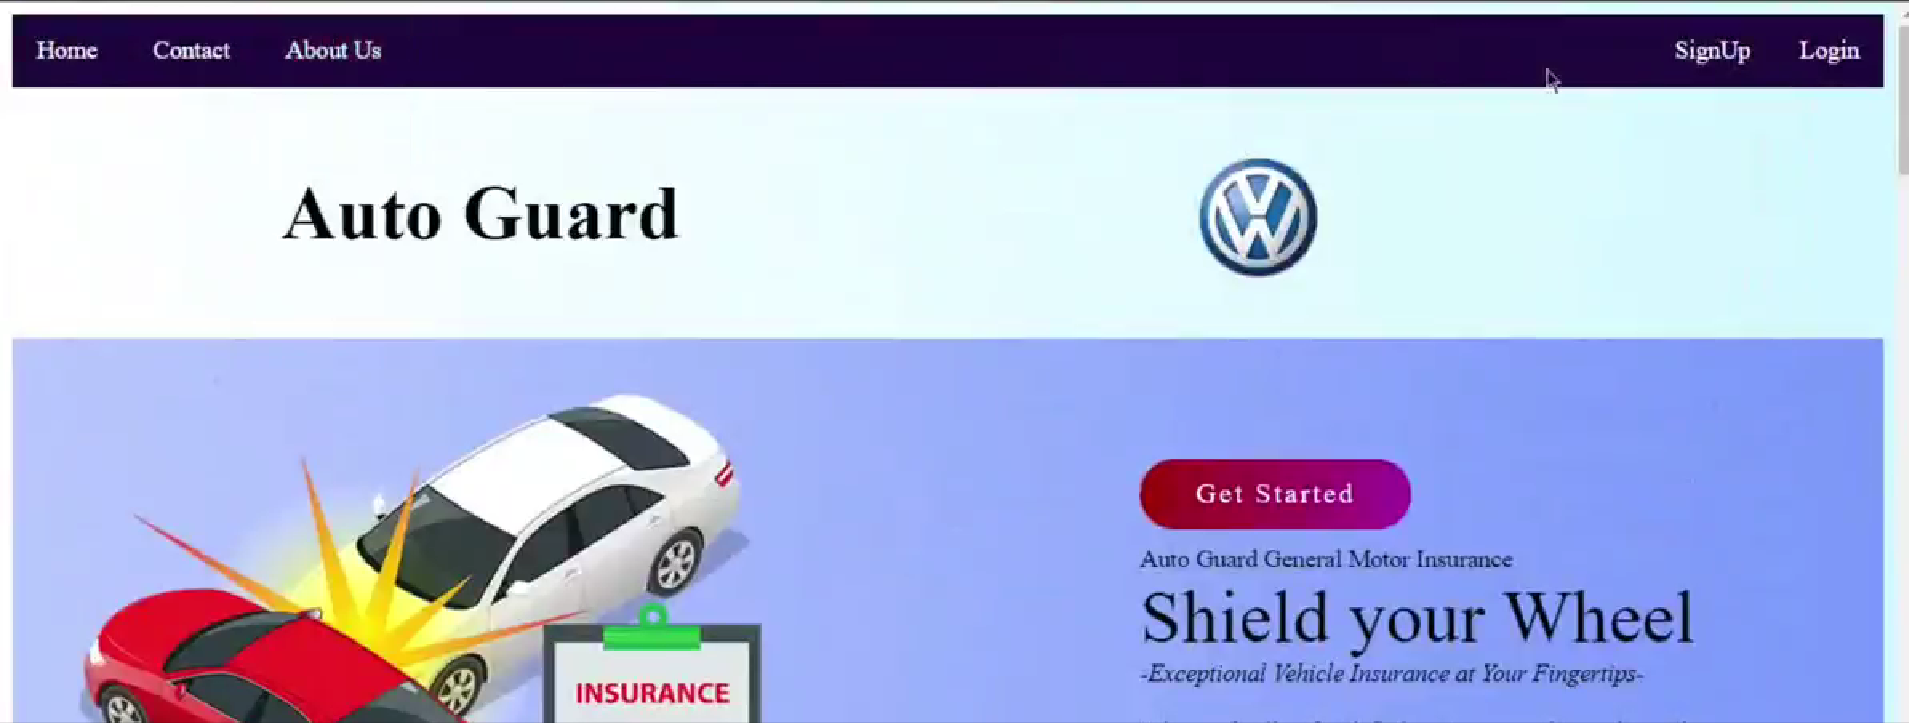 Home Contact About Us SignUp Login
Auto Guard
Get Started
Auto Guard General Motor Insurance
Shield your Wheel
-Exceptional Vehicle Insurance at Your Fingertips-
INSURANCE